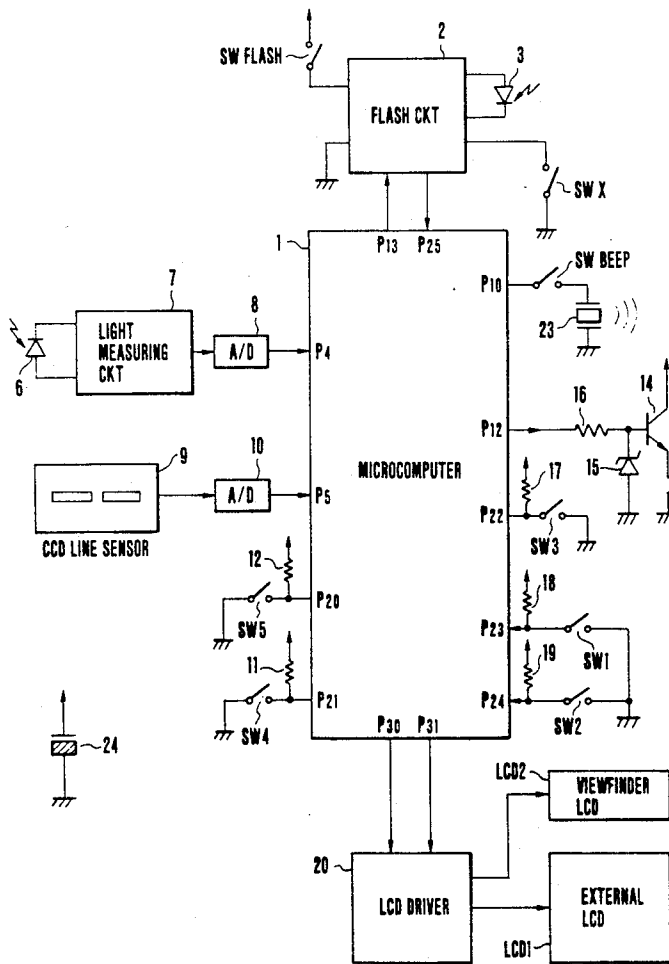 SW FLASH
2
3
FLASH CKT
SW X
1
P13
P25
SW BEEP
P10
23
7
LIGHT
MEASURING
CKT
6
8
A/D
P4
16
14
P12
15
MICROCOMPUTER
9
10
A/D
P5
CCD LINE SENSOR
17
P22
SW3
12
P20
SW5
18
P23
SW1
11
P21
SW4
19
P24
SW2
24
P30
P31
LCD2
VIEWFINDER
LCD
20
LCD DRIVER
EXTERNAL
LCD
LCD1